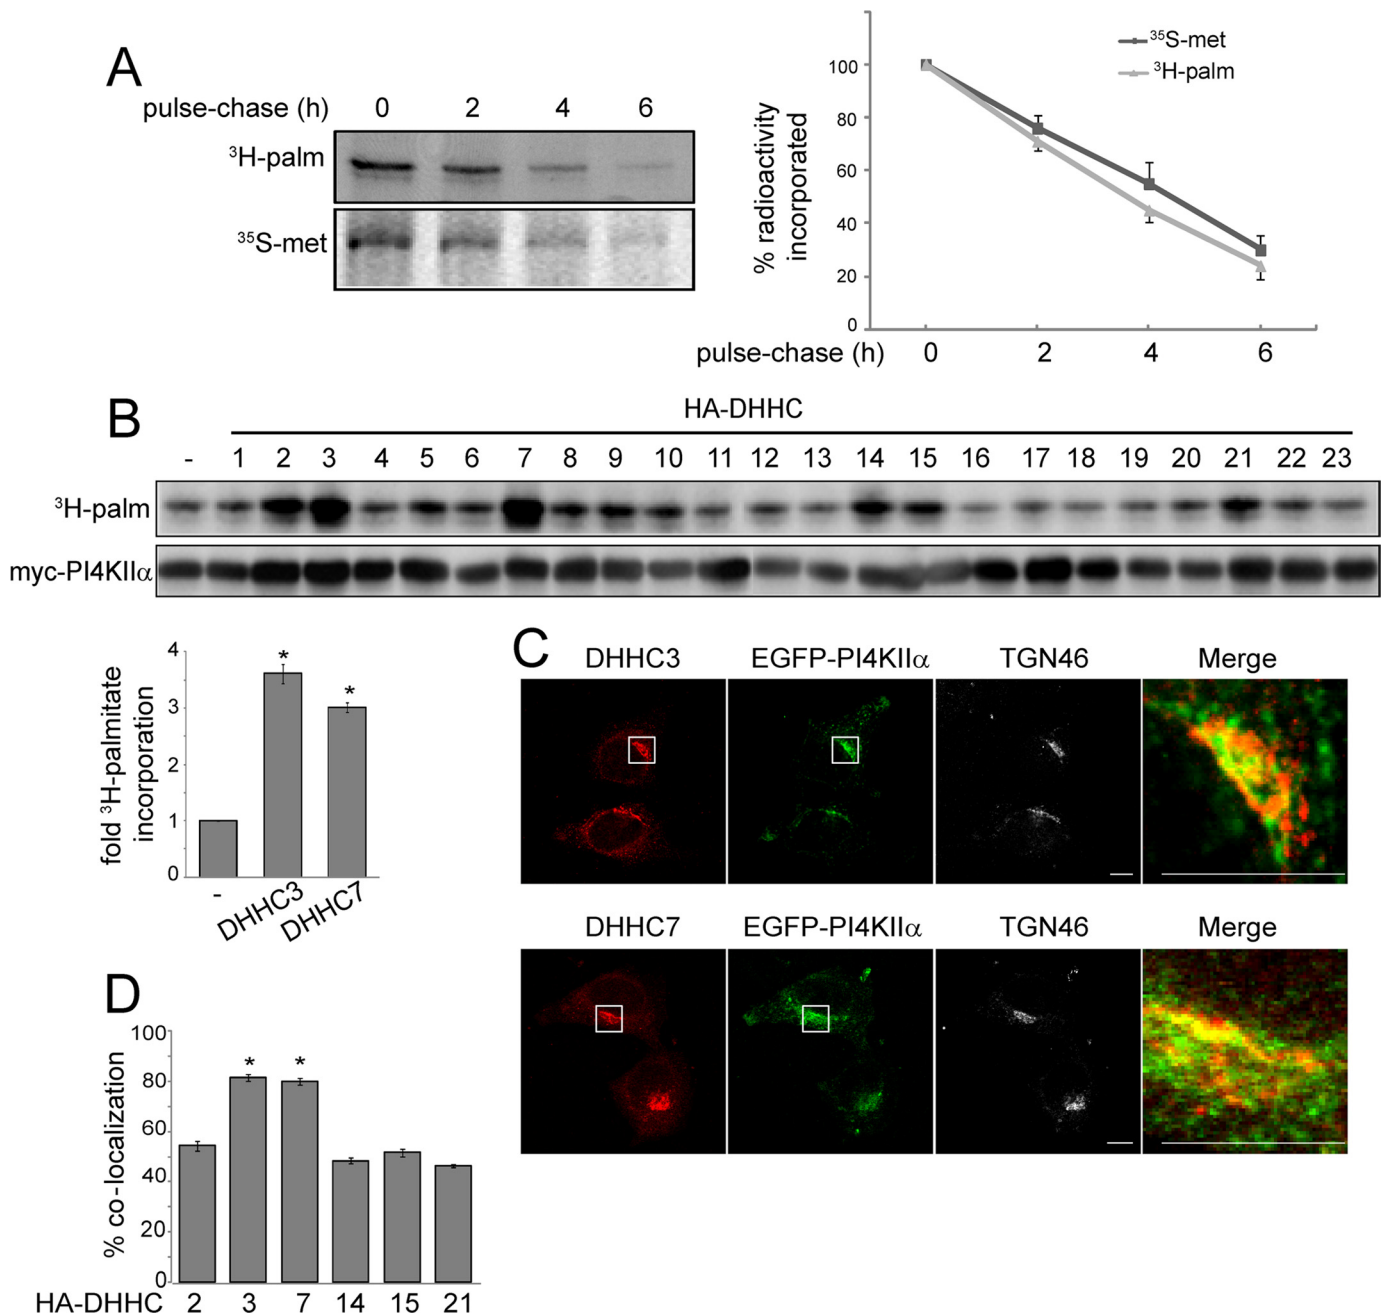 A
pulse-chase (h) 0 2 4 6
³H-palm
³⁵S-met
³⁵S-met
³H-palm
% radioactivity
incorporated
100
80
60
40
20
0
pulse-chase (h) 0 2 4 6
B
HA-DHHC
- 1 2 3 4 5 6 7 8 9 10 11 12 13 14 15 16 17 18 19 20 21 22 23
³H-palm
myc-PI4KIIα
fold ³H-palmitate
incorporation
4
3
2
1
0
* *
- DHHC3 DHHC7
C
DHHC3 EGFP-PI4KIIα TGN46 Merge
DHHC7 EGFP-PI4KIIα TGN46 Merge
D
% co-localization
100
80
60
40
20
0
* *
HA-DHHC 2 3 7 14 15 21